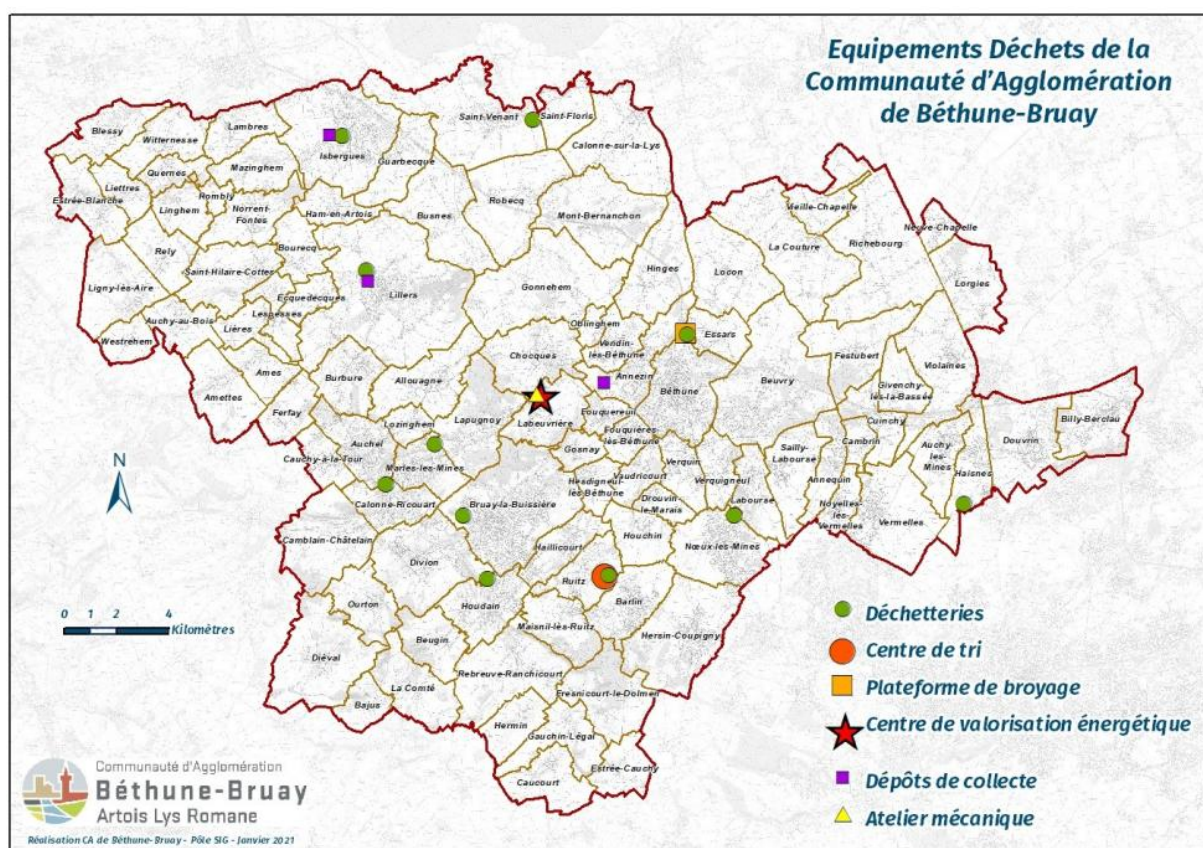 Equipements Déchets de la
Communauté d'Agglomération
de Béthune-Bruay
Saint-Venant
Saint-Floris
Blessy
Lambres
Witternesse
Calonne-sur-la-Lys
Isbergues
Guarbecque
Mazinghem
Quernes
Liettres
Rombly
Estrée-Blanche
Linghem
Norrent-
Fontes
Ham-en-Artois
Busnes
Robecq
Mont-Bernanchon
Vieille-Chapelle
Neuve-Chapelle
La Couture
Richebourg
Rely
Bourecq
Saint-Hilaire-Cottes
Hinges
Locon
Lorgies
Ligny-lès-Aire
Ecquedecques
Lillers
Gonnehem
Auchy-au-Bois
Lespesses
Lières
Westrehem
Oblinghem
Essars
Vendin-
lès-Béthune
Chocques
Festubert
Violaines
Ames
Burbure
Allouagne
Annezin
Béthune
Beuvry
Givenchy-
lès-la-Bassée
Amettes
Ferfay
Lapugnoy
Labeuvrière
Fouquereuil
Fouquières
lès-Béthune
Cuinchy
Billy-Berclau
Douvrin
Lozinghem
Auchel
Cauchy-à-la-Tour
Marles-les-Mines
Gosnay
Vaudricourt
Verquin
Sailly-
Labourse
Cambrin
Auchy-
les-
Mines
Haisnes
Hesdigneul-
lès-Béthune
Verquigneul
Annequin
Calonne-Ricouart
Bruay-la-Buissière
Drouvin-
le-Marais
Labourse
Noyelles-
lès-
Vermelles
Vermelles
Houchin
Nœux-les-Mines
Camblain-Châtelain
Haillicourt
Divion
Ruitz
Barlin
Houdain
Ourton
Maisnil-lès-Ruitz
Hersin-Coupigny
Beugin
Diéval
Rebreuve-Ranchicourt
La Comté
Bajus
Fresnicourt-le-Dolmen
Hermin
Gauchin-Légal
Estrée-Cauchy
Caucourt
N
0 1 2 4
Kilomètres
Déchetteries
Centre de tri
Plateforme de broyage
Centre de valorisation énergétique
Dépôts de collecte
Atelier mécanique
Communauté d'Agglomération
Béthune-Bruay
Artois Lys Romane
Réalisation CA de Béthune-Bruay - Pôle SIG - Janvier 2021